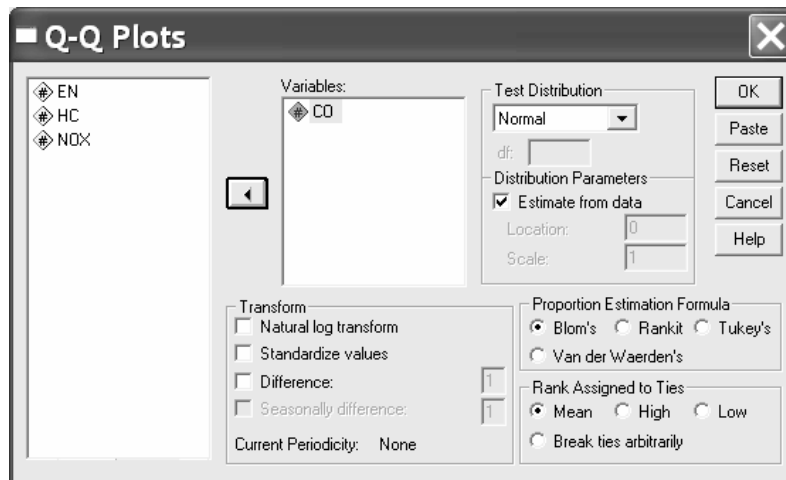 Q-Q Plots
EN
HC
NOX
Variables:
CO
Test Distribution
Normal
df:
Distribution Parameters
Estimate from data
Location: 0
Scale: 1
OK
Paste
Reset
Cancel
Help
Transform
Natural log transform
Standardize values
Difference: 1
Seasonally difference: 1
Current Periodicity: None
Proportion Estimation Formula
Blom's Rankit Tukey's
Van der Waerden's
Rank Assigned to Ties
Mean High Low
Break ties arbitrarily